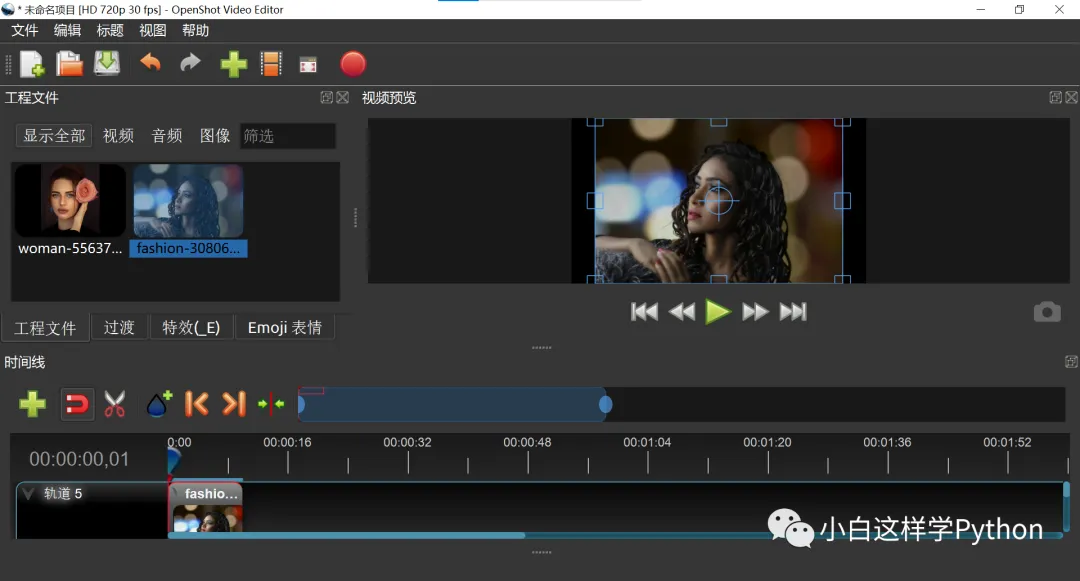 * 未命名项目 [HD 720p 30 fps] - OpenShot Video Editor
文件 编辑 标题 视图 帮助
工程文件
视频预览
显示全部 视频 音频 图像 筛选
woman-55637... fashion-30806...
工程文件 过渡 特效(_E) Emoji 表情
时间线
0:00 00:00:16 00:00:32 00:00:48 00:01:04 00:01:20 00:01:36 00:01:52
00:00:00,01
轨道 5
fashio...
小白这样学Python